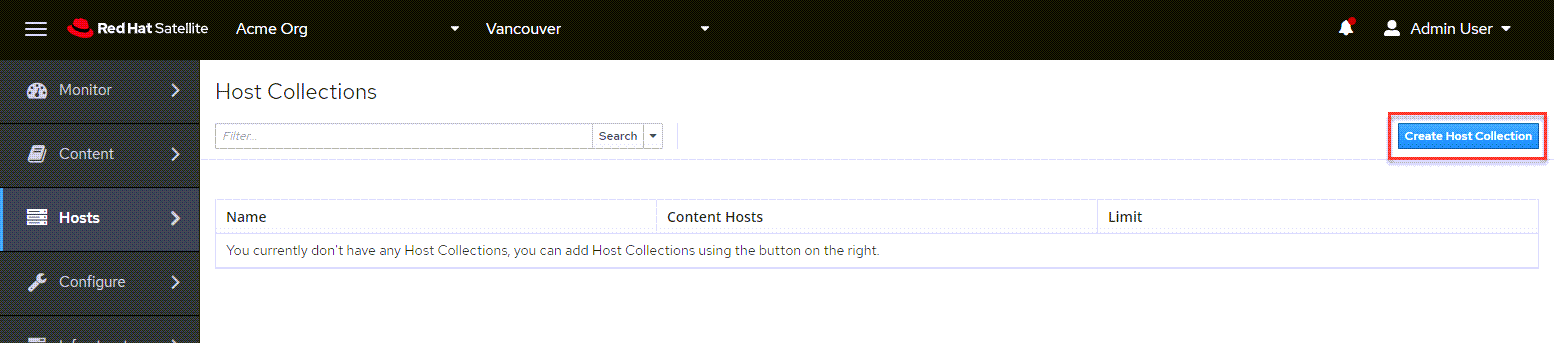 Red Hat Satellite Acme Org Vancouver Admin User
Monitor
Host Collections
Filter... Search Create Host Collection
Content
Hosts
Name Content Hosts Limit
You currently don't have any Host Collections, you can add Host Collections using the button on the right.
Configure